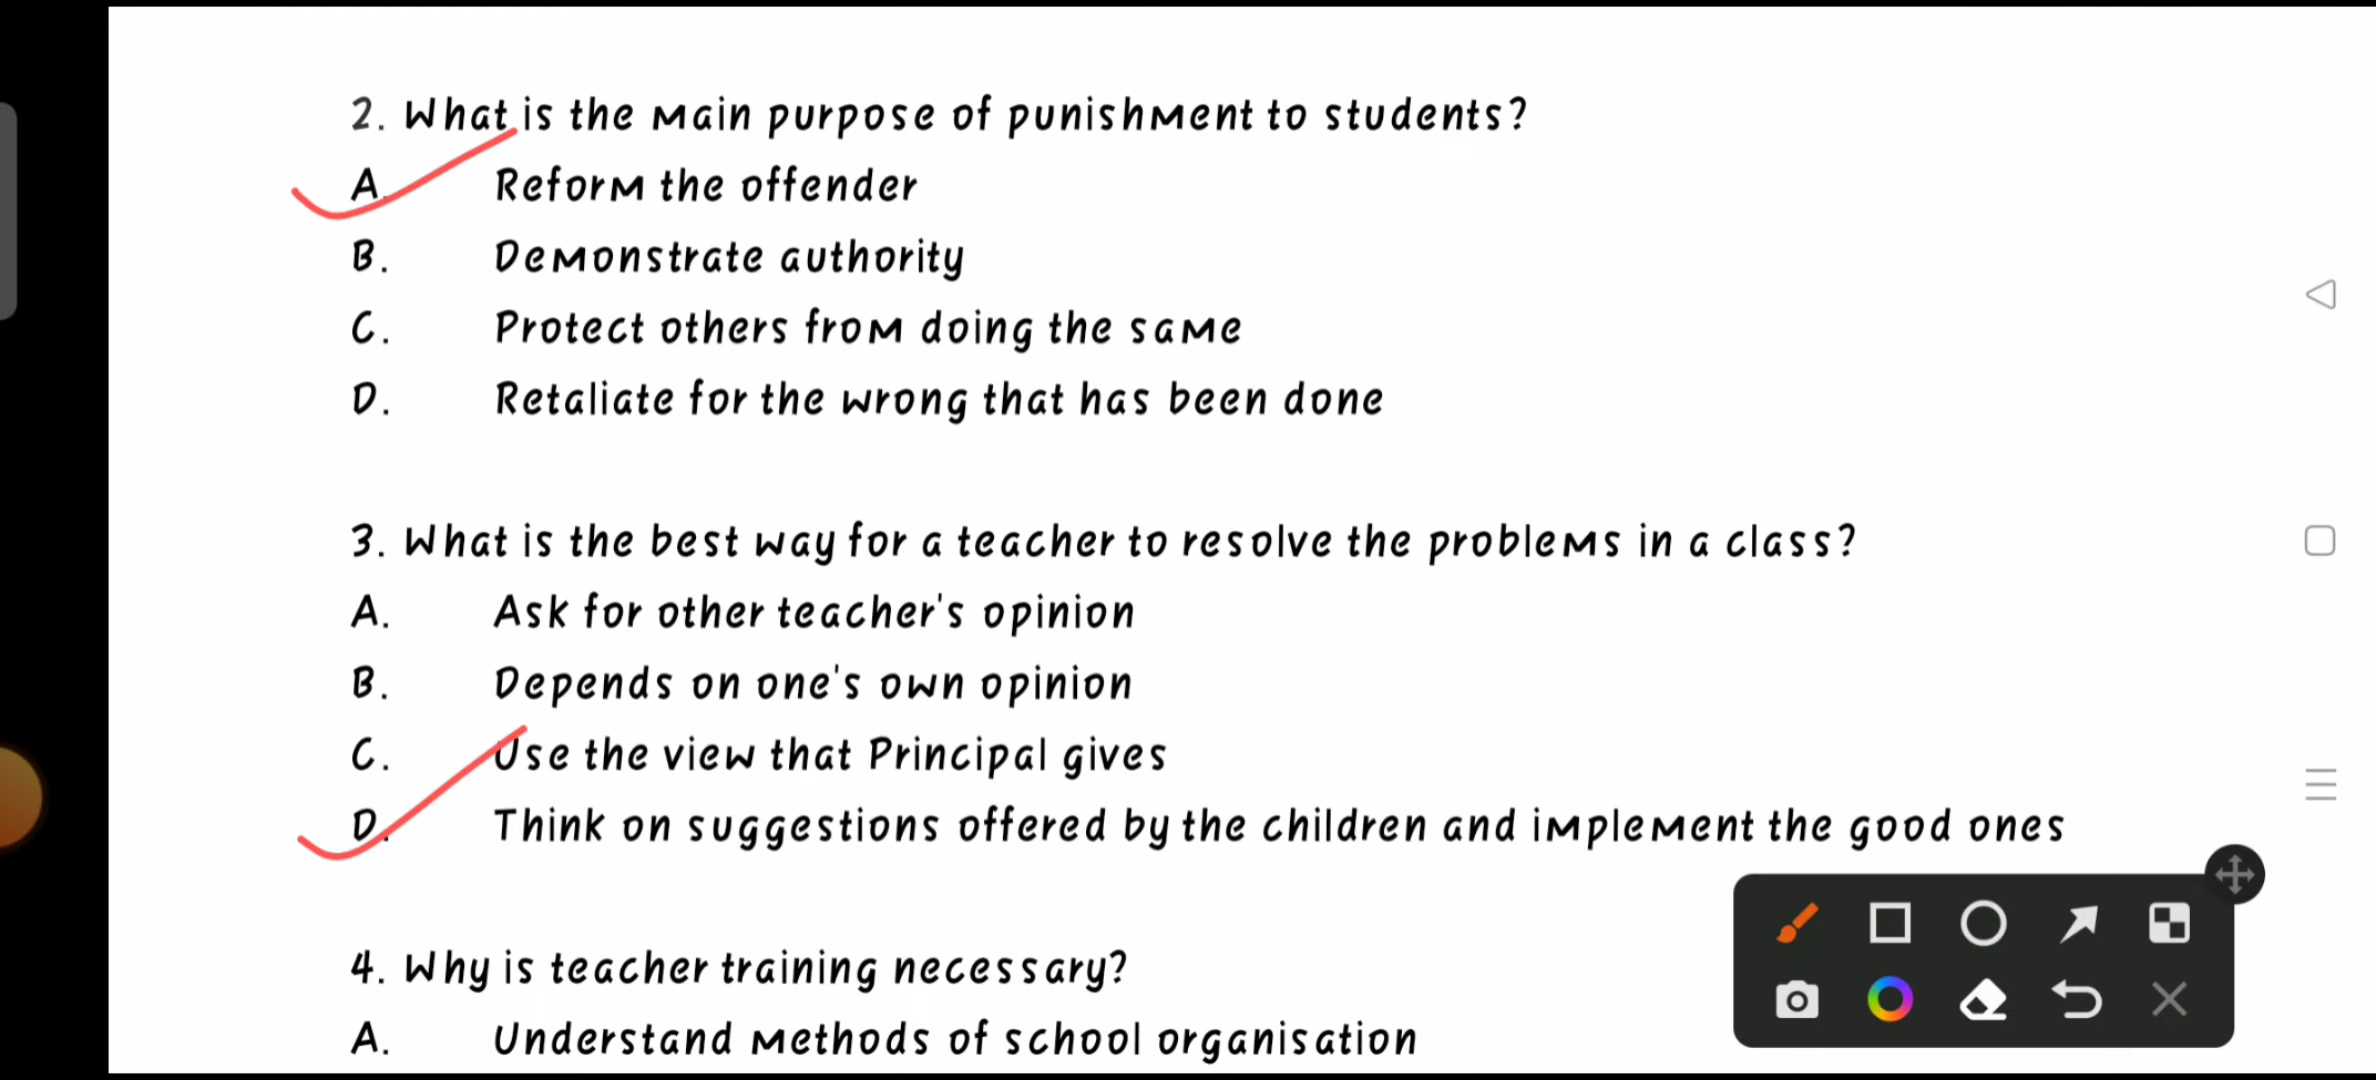 2. What is the main purpose of punishment to students?
A. Reform the offender
B. Demonstrate authority
C. Protect others from doing the same
D. Retaliate for the wrong that has been done
3. What is the best way for a teacher to resolve the problems in a class?
A. Ask for other teacher's opinion
B. Depends on one's own opinion
C. Use the view that Principal gives
D. Think on suggestions offered by the children and implement the good ones
4. Why is teacher training necessary?
A. Understand methods of school organisation